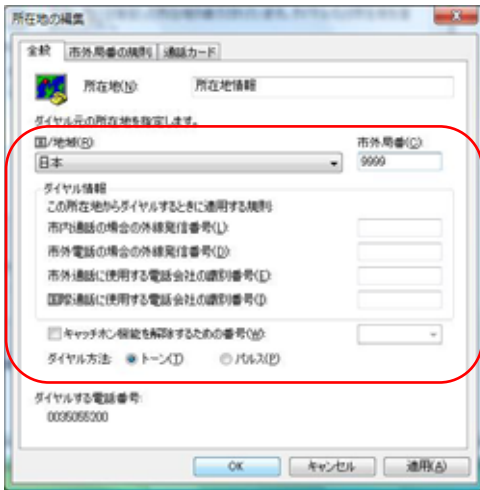 所在地の編集
全般 市外局番の規則 通話カード
所在地(N): 所在地情報
ダイヤル元の所在地を指定します。
国/地域(R): 市外局番(C):
日本 9999
ダイヤル情報
この所在地からダイヤルするときに適用する規則:
市内通話の場合の外線発信番号(L):
市外電話の場合の外線発信番号(D):
市外通話に使用する電話会社の識別番号(E):
国際通話に使用する電話会社の識別番号(I):
キャッチホン機能を解除するための番号(W):
ダイヤル方法: トーン(T) パルス(P)
ダイヤルする電話番号:
0035055200
OK キャンセル 適用(A)